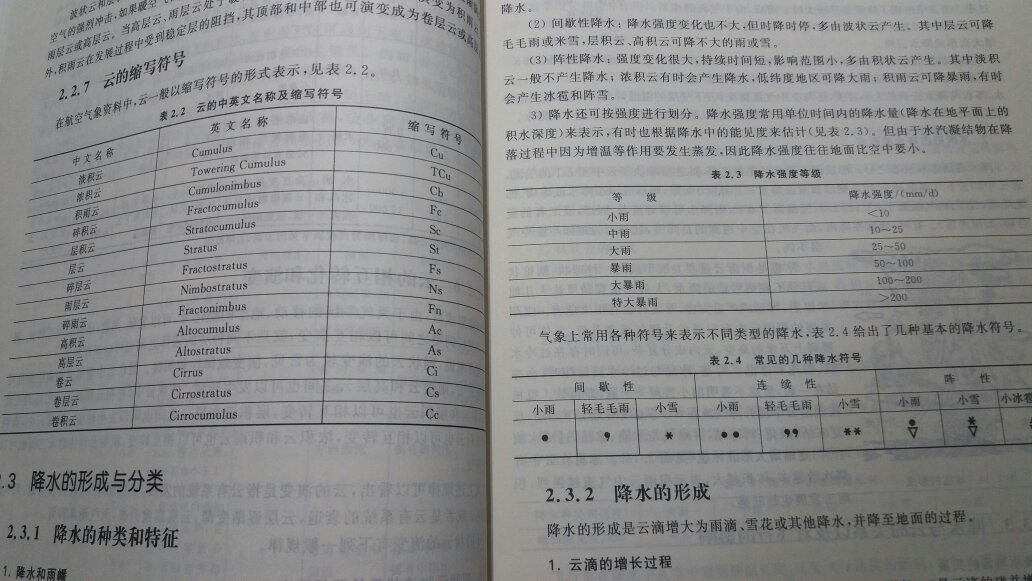 空气的强烈冲击,如果暖空气
雨层云或高层云。当高层云,雨层云处于
外,积雨云在发展过程中受到稳定层的阻挡,其顶部和中部也可演变成为卷层云或高
2.2.7 云的缩写符号
在航空气象资料中,云一般以缩写符号的形式表示,见表2.2。
表2.2 云的中英文名称及缩写符号
中文名称 英文名称 缩写符号
淡积云 Cumulus Cu
浓积云 Towering Cumulus TCu
积雨云 Cumulonimbus Cb
碎积云 Fractocumulus Fc
层积云 Stratocumulus Sc
层云 Stratus St
碎层云 Fractostratus Fs
雨层云 Nimbostratus Ns
碎雨云 Fractonimbus Fn
高积云 Altocumulus Ac
高层云 Altostratus As
卷云 Cirrus Ci
卷层云 Cirrostratus Cs
卷积云 Cirrocumulus Cc
.3 降水的形成与分类
2.3.1 降水的种类和特征
1. 降水和雨幡
降水。
(2) 间歇性降水:降水强度变化也不大,但时降时停,多由波状云产生。其中层云可降
毛毛雨或米雪,层积云、高积云可降不大的雨或雪。
(3) 阵性降水:强度变化很大,持续时间短,影响范围小,多由积状云产生。其中淡积
云一般不产生降水;浓积云有时会产生降水,低纬度地区可降大雨;积雨云可降暴雨,有时
会产生冰雹和阵雪。
3) 降水还可按强度进行划分。降水强度常用单位时间内的降水量(降水在地平面上的
积水深度)来表示,有时也根据降水中的能见度来估计(见表2.3)。但由于水汽凝结物在降
落过程中因为增温等作用要发生蒸发,因此降水强度往往地面比空中要小。
表2.3 降水强度等级
等 级 降水强度/(mm/d)
小雨 <10
中雨 10~25
大雨 25~50
暴雨 50~100
大暴雨 100~200
特大暴雨 >200
气象上常用各种符号来表示不同类型的降水,表2.4给出了几种基本的降水符号。
表2.4 常见的几种降水符号
间歇性 连续性 阵性
小雨 轻毛毛雨 小雪 小雨 轻毛毛雨 小雪 小雨 小雪 小冰雹
2.3.2 降水的形成
降水的形成是云滴增大为雨滴、雪花或其他降水,并降至地面的过程。
1. 云滴的增长过程